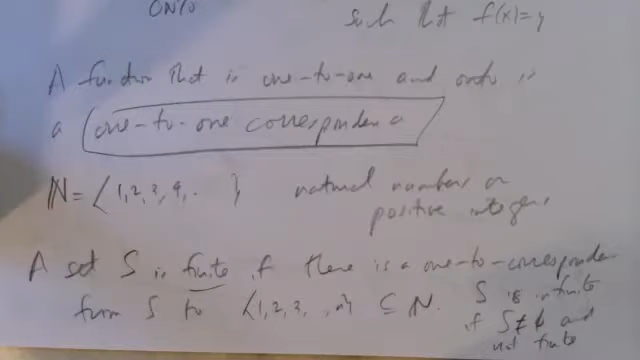 ONTO
such that f(x)=y
A function that is one-to-one and onto is
a one-to-one correspondence
N={1,2,3,4,.. } natural numbers or
positive integers
A set S is finite if there is a one-to-correspondence
from S to {1,2,3,..,n} ⊆ N. S is infinite
if S≠ϕ and
not finite